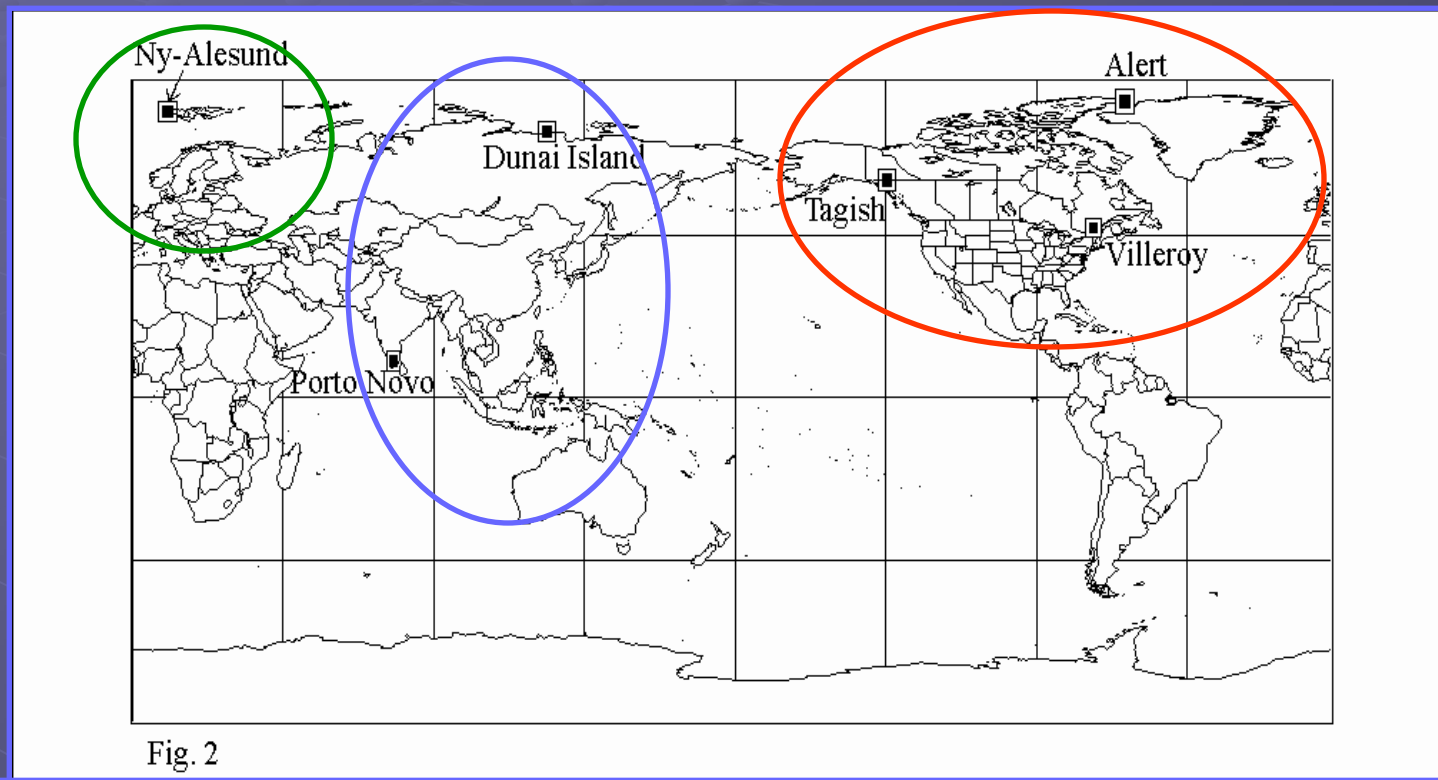 Ny-Alesund
Alert
Dunai Island
Tagish
Villeroy
Porto Novo
Fig. 2